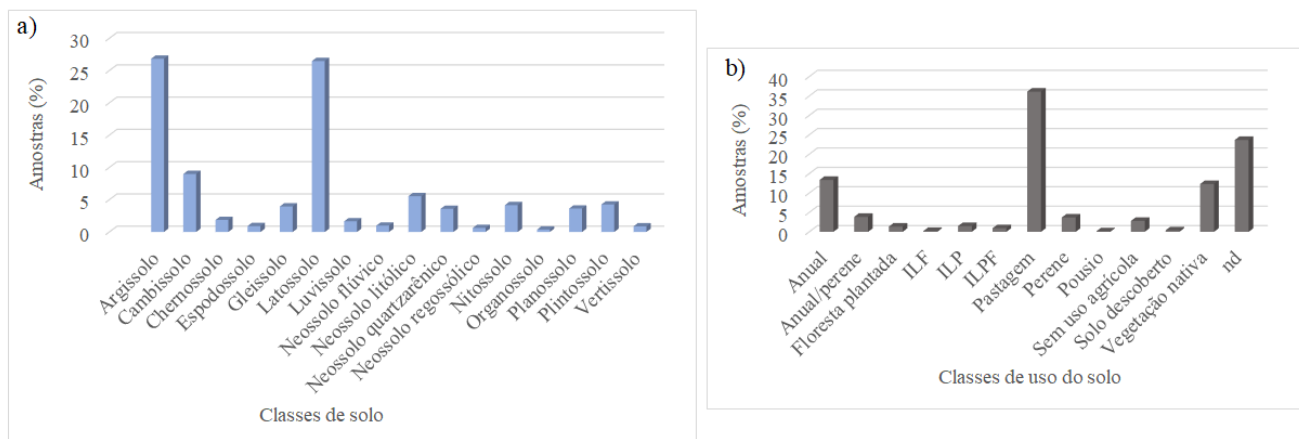 a)
Amostras (%)
30
25
20
15
10
5
0
Argissolo
Cambissolo
Chernossolo
Espodossolo
Gleissolo
Latossolo
Luvissolo
Neossolo flúvico
Neossolo litólico
Neossolo quartzarênico
Neossolo regossólico
Nitossolo
Organossolo
Planossolo
Plintossolo
Vertissolo
Classes de solo
b)
Amostras (%)
40
35
30
25
20
15
10
5
0
Anual
Anual/perene
Floresta plantada
ILF
ILP
ILPF
Pastagem
Perene
Pousio
Sem uso agrícola
Solo descoberto
Vegetação nativa
nd
Classes de uso do solo